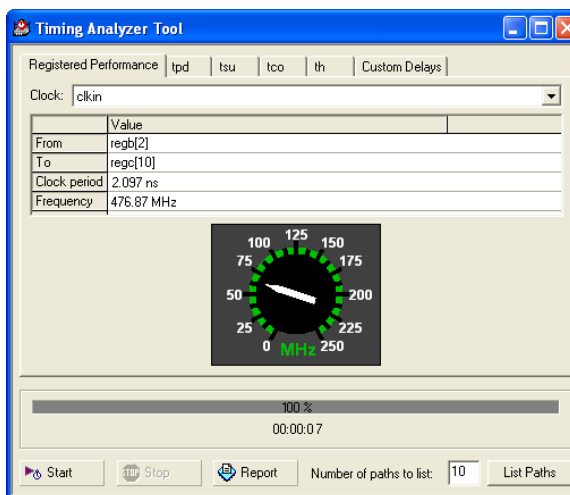 Timing Analyzer Tool
Registered Performance tpd tsu tco th Custom Delays
Clock: clkin
Value
From regb[2]
To regc[10]
Clock period 2.097 ns
Frequency 476.87 MHz
125
100 150
75 175
50 200
25 225
0 MHz 250
100 %
00:00:07
Start STOP Stop Report Number of paths to list: 10 List Paths